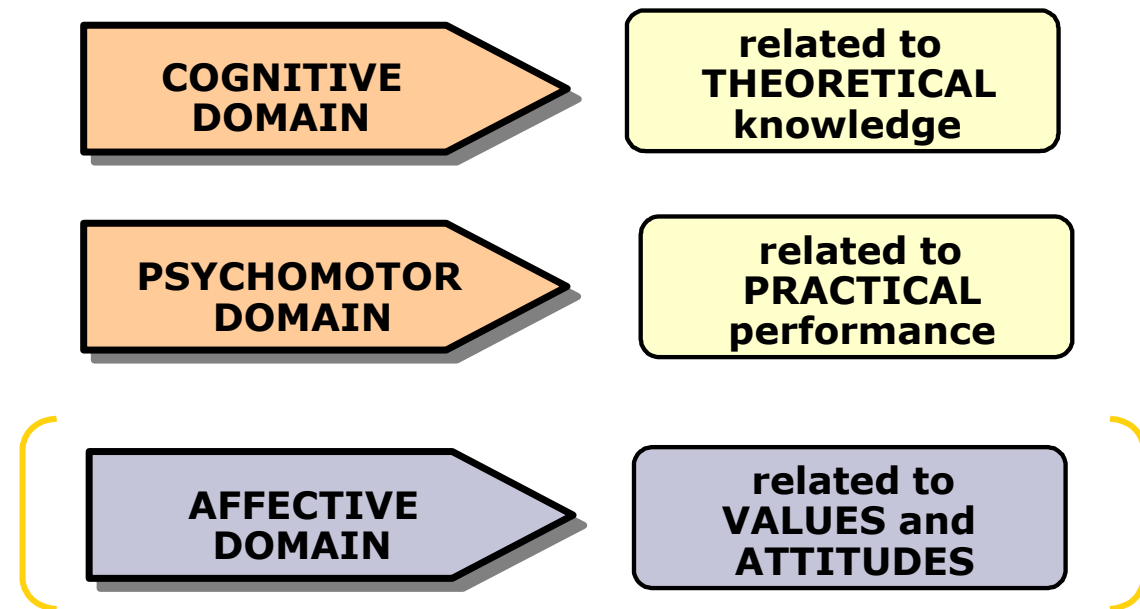 COGNITIVE
DOMAIN
related to
THEORETICAL
knowledge
PSYCHOMOTOR
DOMAIN
related to
PRACTICAL
performance
AFFECTIVE
DOMAIN
related to
VALUES and
ATTITUDES